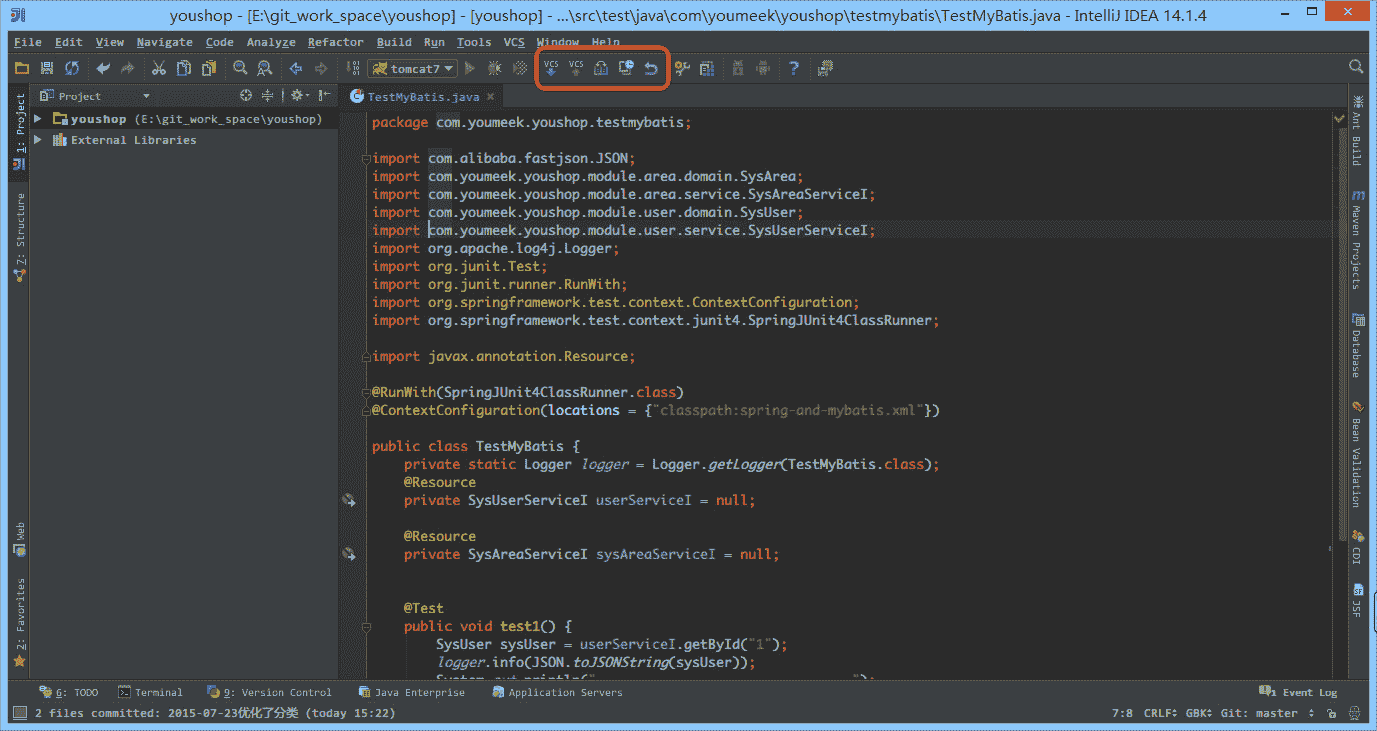 youshop - [E:\git_work_space\youshop] - [youshop] - ...\src\test\java\com\youmeek\youshop\testmybatis\TestMyBatis.java - IntelliJ IDEA 14.1.4
File Edit View Navigate Code Analyze Refactor Build Run Tools VCS Window Help
tomcat7 VCS VCS
Project
TestMyBatis.java
youshop (E:\git_work_space\youshop)
External Libraries
1: Project
7: Structure
Web
2: Favorites
package com.youmeek.youshop.testmybatis;
import com.alibaba.fastjson.JSON;
import com.youmeek.youshop.module.area.domain.SysArea;
import com.youmeek.youshop.module.area.service.SysAreaServiceI;
import com.youmeek.youshop.module.user.domain.SysUser;
import com.youmeek.youshop.module.user.service.SysUserServiceI;
import org.apache.log4j.Logger;
import org.junit.Test;
import org.junit.runner.RunWith;
import org.springframework.test.context.ContextConfiguration;
import org.springframework.test.context.junit4.SpringJUnit4ClassRunner;
import javax.annotation.Resource;
@RunWith(SpringJUnit4ClassRunner.class)
@ContextConfiguration(locations = {"classpath:spring-and-mybatis.xml"})
public class TestMyBatis {
private static Logger logger = Logger.getLogger(TestMyBatis.class);
@Resource
private SysUserServiceI userServiceI = null;
@Resource
private SysAreaServiceI sysAreaServiceI = null;
@Test
public void test1() {
SysUser sysUser = userServiceI.getById("1");
logger.info(JSON.toJSONString(sysUser));
Ant Build
Maven Projects
Database
Bean Validation
CDI
JSF
6: TODO Terminal 9: Version Control Java Enterprise Application Servers 1 Event Log
2 files committed: 2015-07-23优化了分类 (today 15:22) 7:8 CRLF GBK Git: master